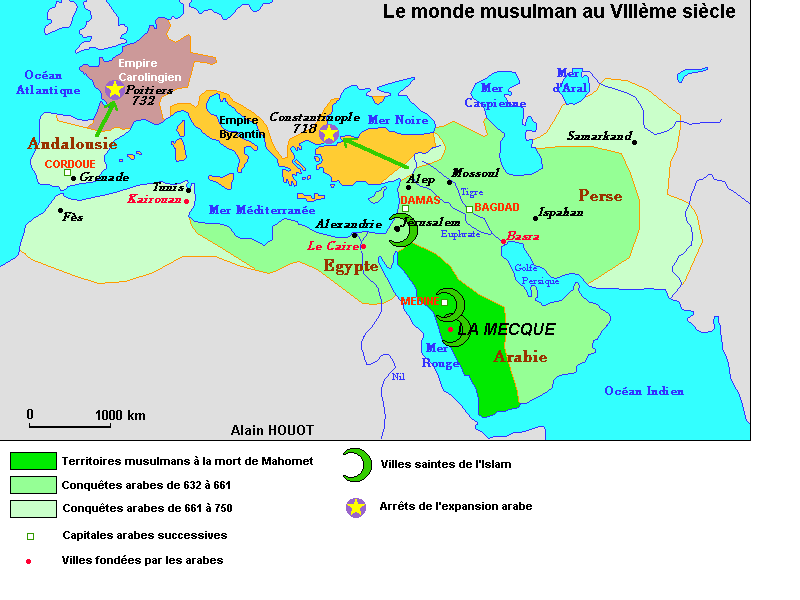 Le monde musulman au VIIIème siècle
Océan
Atlantique
Empire
Carolingien
Poitiers
732
Mer
Caspienne
Mer
d'Aral
Empire
Byzantin
Constantinople
718
Mer Noire
Samarkand
Andalousie
CORDOUE
Grenade
Tunis
Kairouan
Fès
Mer Méditerranée
Alep
Mossoul
Tigre
DAMAS
BAGDAD
Perse
Ispahan
Alexandrie
Jérusalem
Euphrate
Basra
Le Caire
Egypte
Golfe
Persique
MEDINE
LA MECQUE
Mer
Rouge
Arabie
Nil
Océan Indien
0 1000 km
Alain HOUOT
Territoires musulmans à la mort de Mahomet
Conquêtes arabes de 632 à 661
Conquêtes arabes de 661 à 750
Capitales arabes successives
Villes fondées par les arabes
Villes saintes de l'Islam
Arrêts de l'expansion arabe